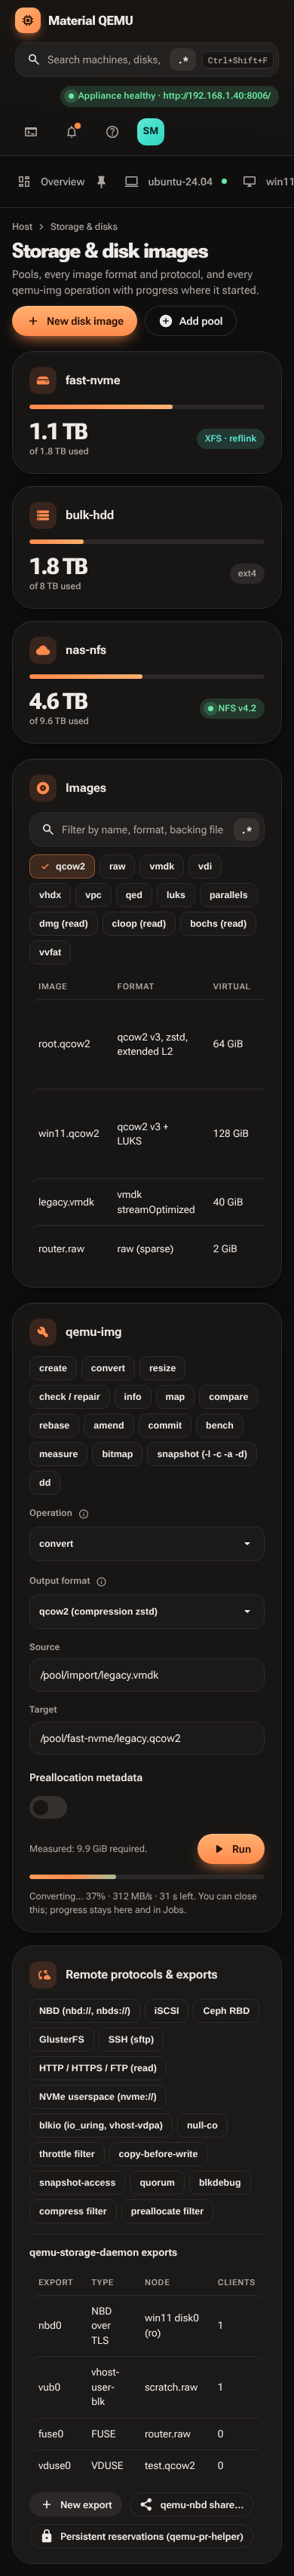 Material QEMU
Search machines, disks,
.*
Ctrl+Shift+F
Appliance healthy · http://192.168.1.40:8006/
SM
Overview
ubuntu-24.04
win11
Host > Storage & disks
Storage & disk images
Pools, every image format and protocol, and every
qemu-img operation with progress where it started.
New disk image
Add pool
fast-nvme
1.1 TB
of 1.8 TB used
XFS · reflink
bulk-hdd
1.8 TB
of 8 TB used
ext4
nas-nfs
4.6 TB
of 9.6 TB used
NFS v4.2
Images
Filter by name, format, backing file
.*
qcow2 raw vmdk vdi
vhdx vpc qed luks parallels
dmg (read) cloop (read) bochs (read)
vvfat
IMAGE FORMAT VIRTUAL
root.qcow2 qcow2 v3, zstd, extended L2 64 GiB
win11.qcow2 qcow2 v3 + LUKS 128 GiB
legacy.vmdk vmdk streamOptimized 40 GiB
router.raw raw (sparse) 2 GiB
qemu-img
create convert resize
check / repair info map compare
rebase amend commit bench
measure bitmap snapshot (-l -c -a -d)
dd
Operation
convert
Output format
qcow2 (compression zstd)
Source
/pool/import/legacy.vmdk
Target
/pool/fast-nvme/legacy.qcow2
Preallocation metadata
Measured: 9.9 GiB required.
Run
Converting… 37% · 312 MB/s · 31 s left. You can close
this; progress stays here and in Jobs.
Remote protocols & exports
NBD (nbd://, nbds://) iSCSI Ceph RBD
GlusterFS SSH (sftp)
HTTP / HTTPS / FTP (read)
NVMe userspace (nvme://)
blkio (io_uring, vhost-vdpa) null-co
throttle filter copy-before-write
snapshot-access quorum blkdebug
compress filter preallocate filter
qemu-storage-daemon exports
EXPORT TYPE NODE CLIENTS
nbd0 NBD over TLS win11 disk0 (ro) 1
vub0 vhost-user-blk scratch.raw 1
fuse0 FUSE router.raw 0
vduse0 VDUSE test.qcow2 0
New export
qemu-nbd share…
Persistent reservations (qemu-pr-helper)